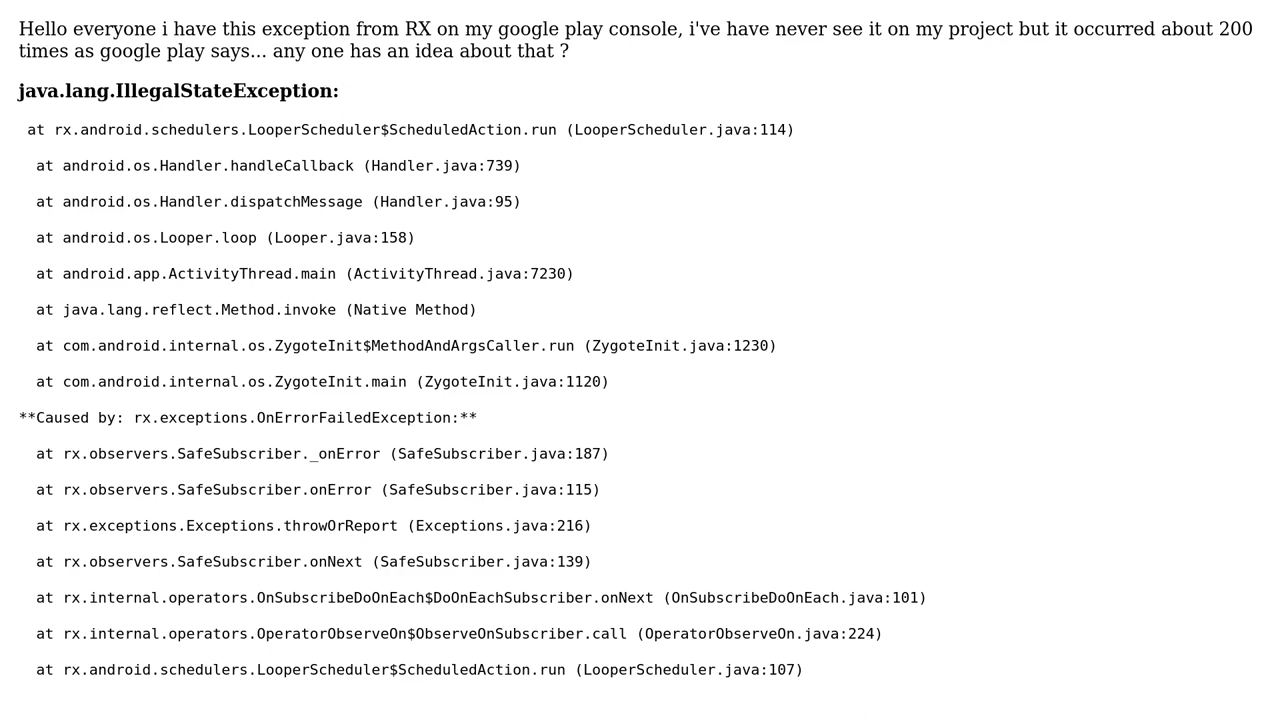 Hello everyone i have this exception from RX on my google play console, i've have never see it on my project but it occurred about 200
times as google play says... any one has an idea about that ?
java.lang.IllegalStateException:
at rx.android.schedulers.LooperScheduler$ScheduledAction.run (LooperScheduler.java:114)
at android.os.Handler.handleCallback (Handler.java:739)
at android.os.Handler.dispatchMessage (Handler.java:95)
at android.os.Looper.loop (Looper.java:158)
at android.app.ActivityThread.main (ActivityThread.java:7230)
at java.lang.reflect.Method.invoke (Native Method)
at com.android.internal.os.ZygoteInit$MethodAndArgsCaller.run (ZygoteInit.java:1230)
at com.android.internal.os.ZygoteInit.main (ZygoteInit.java:1120)
**Caused by: rx.exceptions.OnErrorFailedException:**
at rx.observers.SafeSubscriber._onError (SafeSubscriber.java:187)
at rx.observers.SafeSubscriber.onError (SafeSubscriber.java:115)
at rx.exceptions.Exceptions.throwOrReport (Exceptions.java:216)
at rx.observers.SafeSubscriber.onNext (SafeSubscriber.java:139)
at rx.internal.operators.OnSubscribeDoOnEach$DoOnEachSubscriber.onNext (OnSubscribeDoOnEach.java:101)
at rx.internal.operators.OperatorObserveOn$ObserveOnSubscriber.call (OperatorObserveOn.java:224)
at rx.android.schedulers.LooperScheduler$ScheduledAction.run (LooperScheduler.java:107)